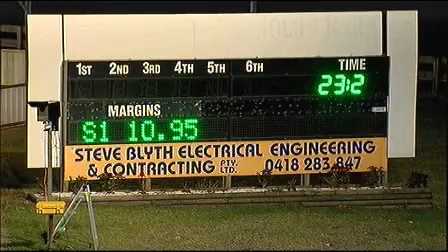 1ST 2ND 3RD 4TH 5TH 6TH TIME
23:2
MARGINS
S1 10.95
STEVE BLYTH ELECTRICAL ENGINEERING
& CONTRACTING PTY. LTD. 0418 283 847